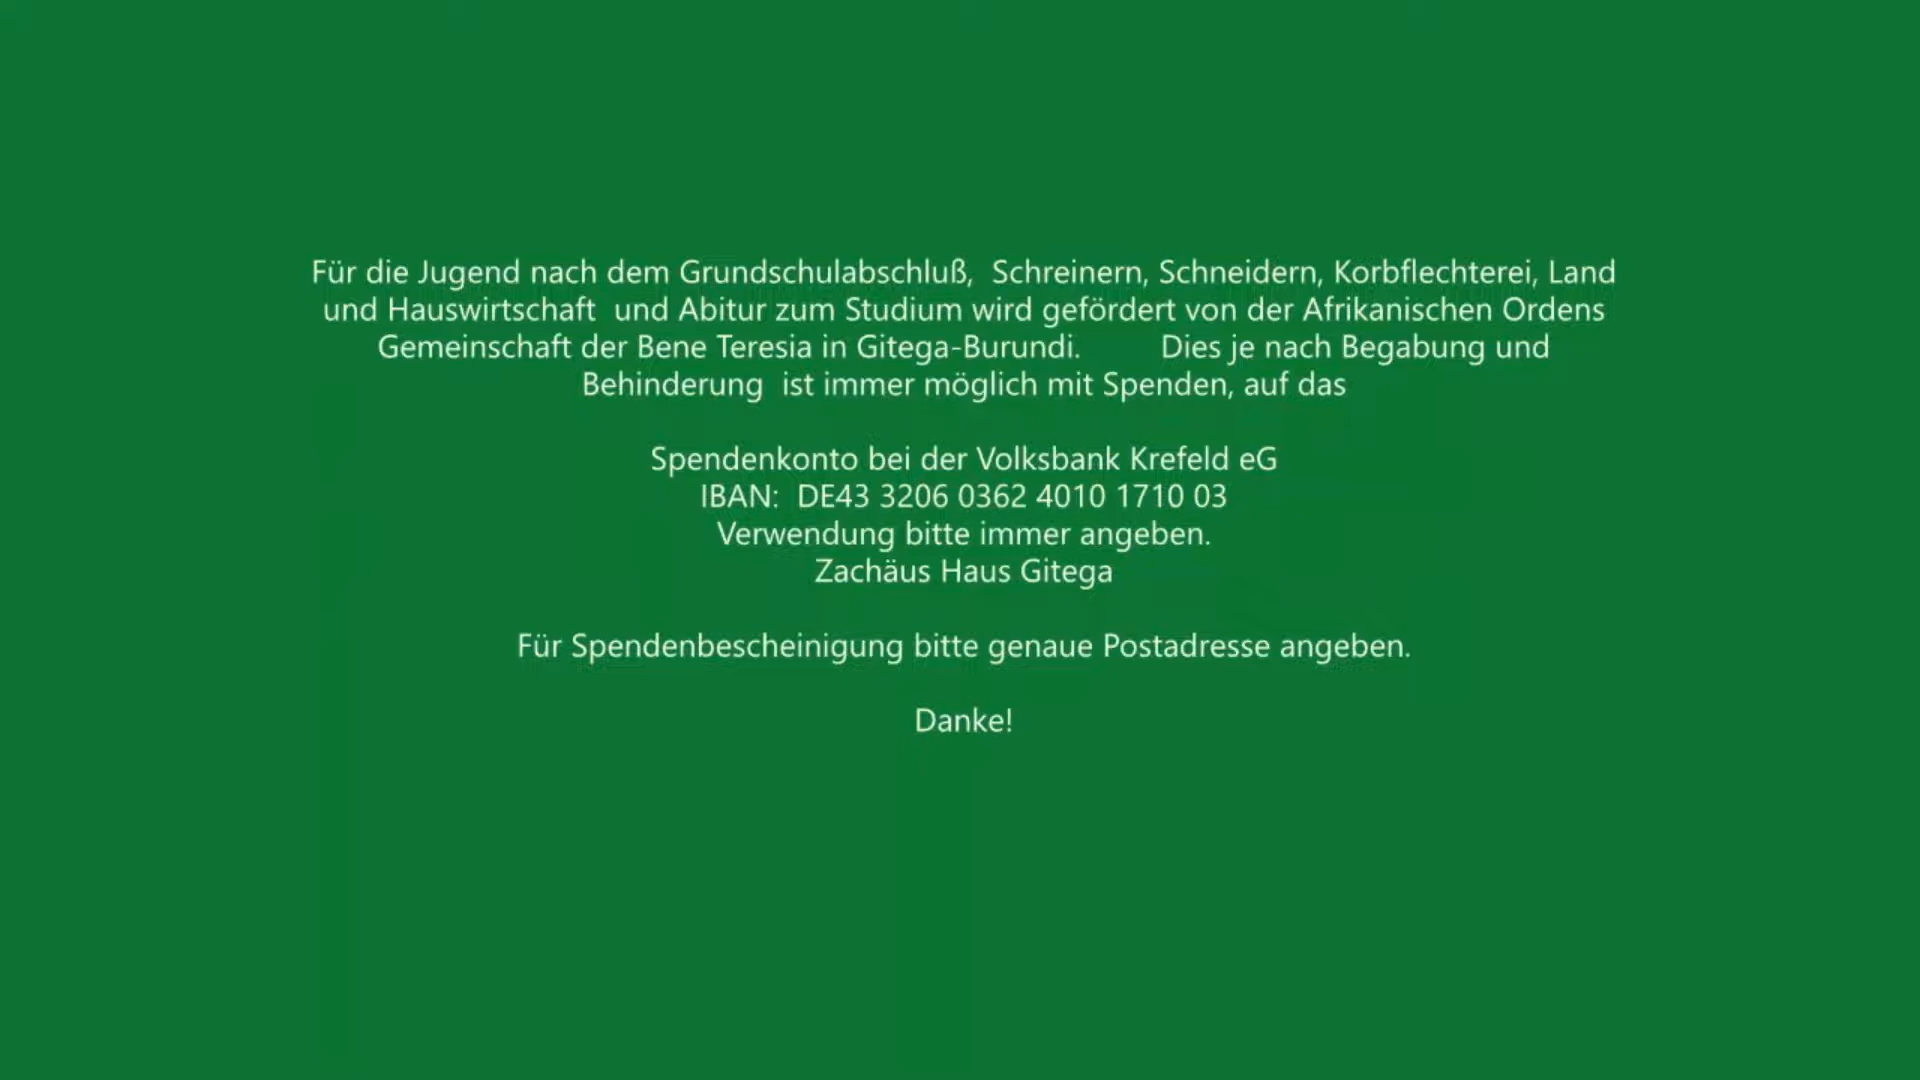 Für die Jugend nach dem Grundschulabschluß,  Schreinern, Schneidern, Korbflechterei, Land
und Hauswirtschaft  und Abitur zum Studium wird gefördert von der Afrikanischen Ordens
Gemeinschaft der Bene Teresia in Gitega-Burundi.         Dies je nach Begabung und
Behinderung  ist immer möglich mit Spenden, auf das
Spendenkonto bei der Volksbank Krefeld eG
IBAN:  DE43 3206 0362 4010 1710 03
Verwendung bitte immer angeben.
Zachäus Haus Gitega
Für Spendenbescheinigung bitte genaue Postadresse angeben.
Danke!